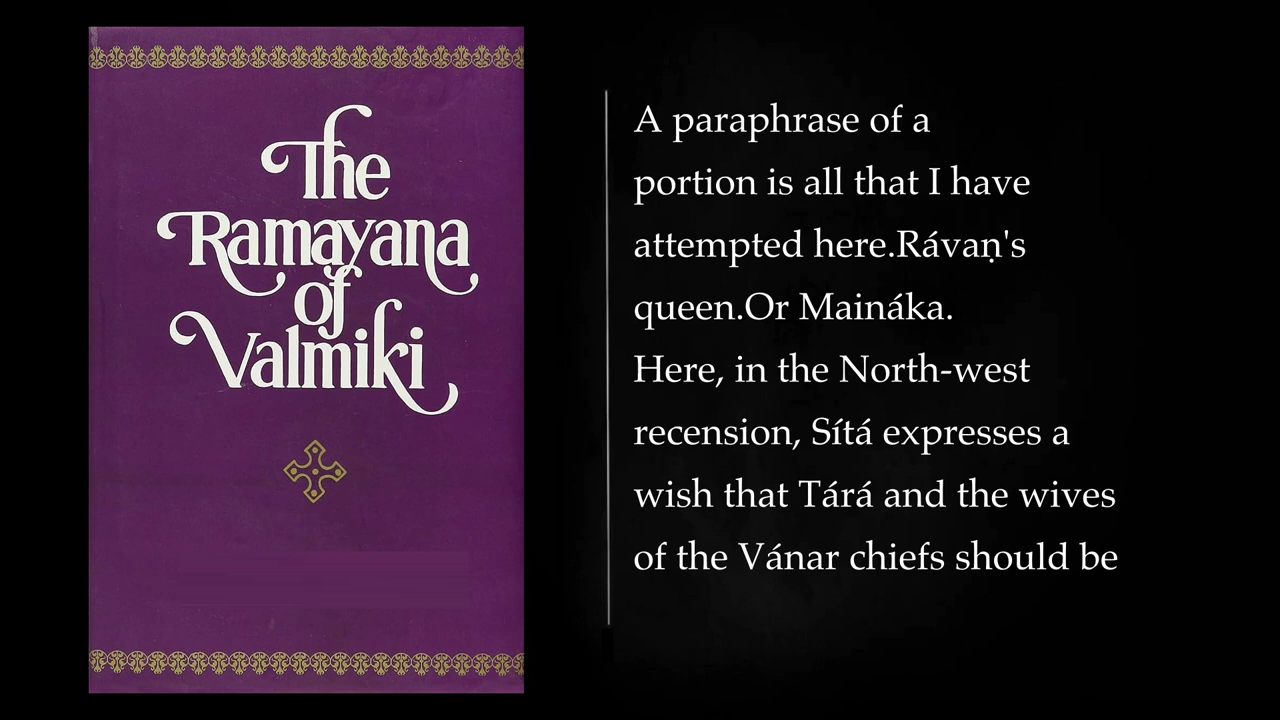 The
Ramayana
of
Valmiki
A paraphrase of a
portion is all that I have
attempted here.Rávaṇ's
queen.Or Maináka.
Here, in the North-west
recension, Sítá expresses a
wish that Tárá and the wives
of the Vánar chiefs should be